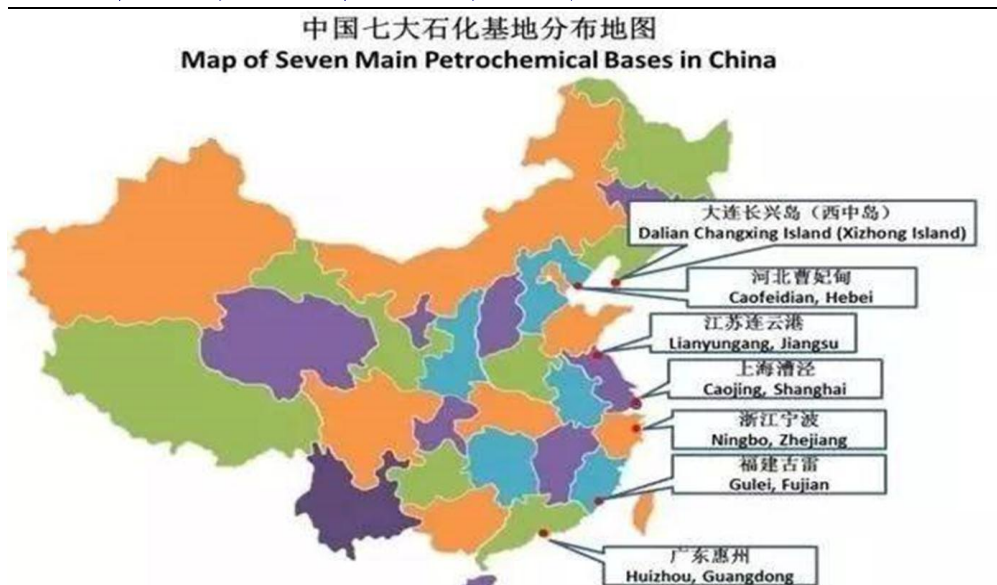 中国七大石化基地分布地图
Map of Seven Main Petrochemical Bases in China
大连长兴岛（西中岛）
Dalian Changxing Island (Xizhong Island)
河北曹妃甸
Caofeidian, Hebei
江苏连云港
Lianyungang, Jiangsu
上海漕泾
Caojing, Shanghai
浙江宁波
Ningbo, Zhejiang
福建古雷
Gulei, Fujian
广东惠州
Huizhou, Guangdong